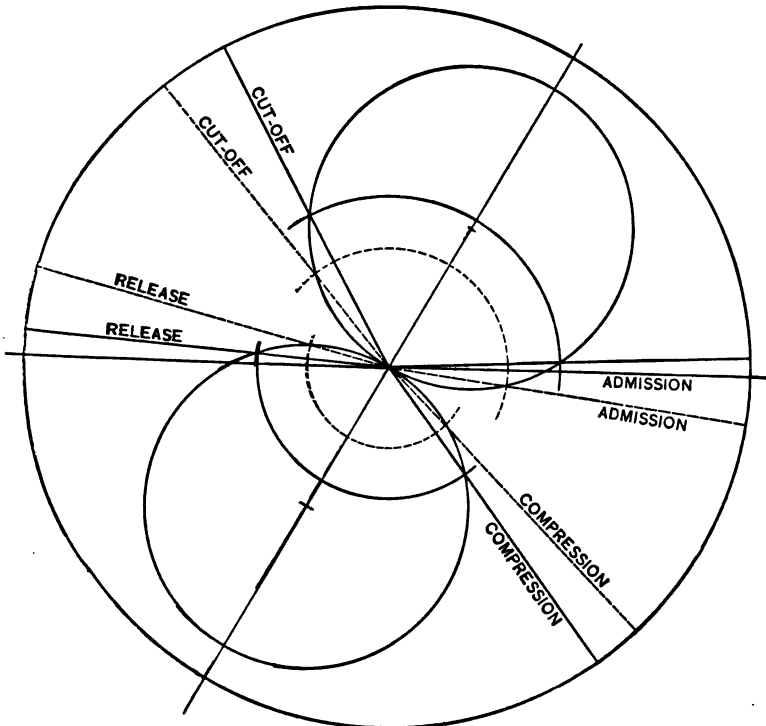 CUT-OFF
CUT-OFF
RELEASE
RELEASE
ADMISSION
ADMISSION
COMPRESSION
COMPRESSION